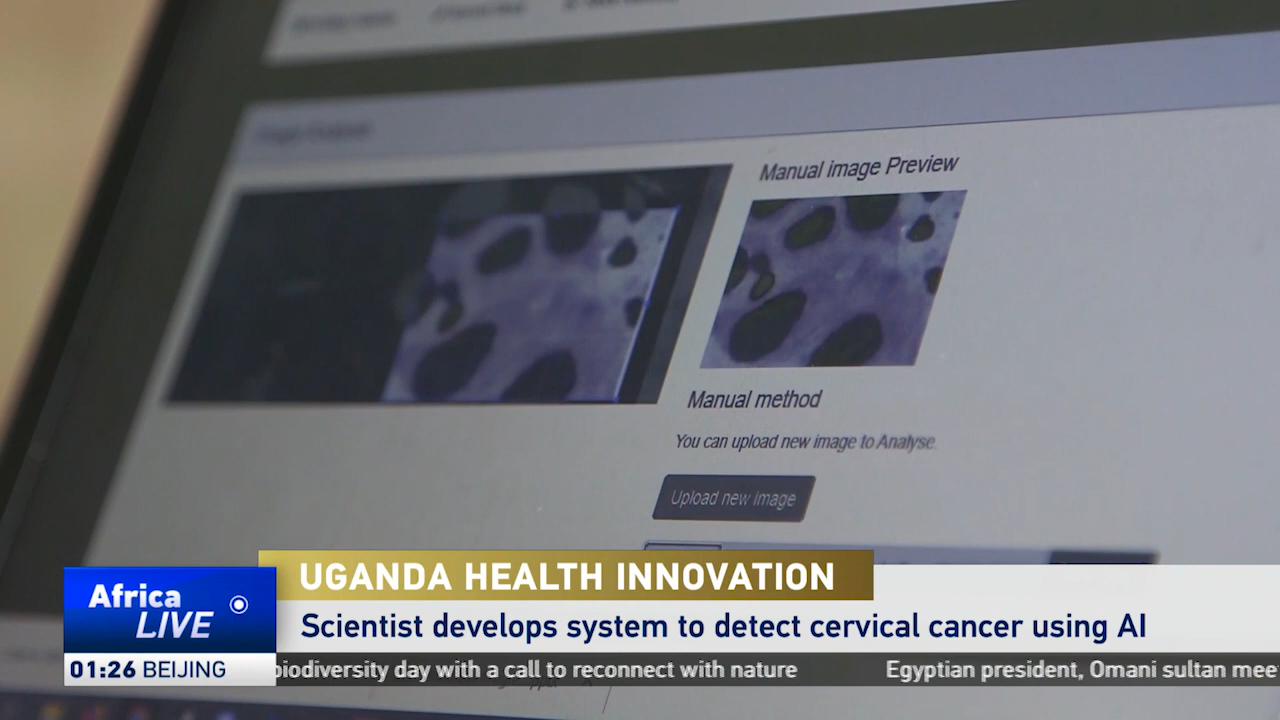 Manual image Preview
Manual method
You can upload new image to Analyse.
Upload new image
UGANDA HEALTH INNOVATION
Africa
LIVE
Scientist develops system to detect cervical cancer using AI
01:26 BEIJING
biodiversity day with a call to reconnect with nature
Egyptian president, Omani sultan mee